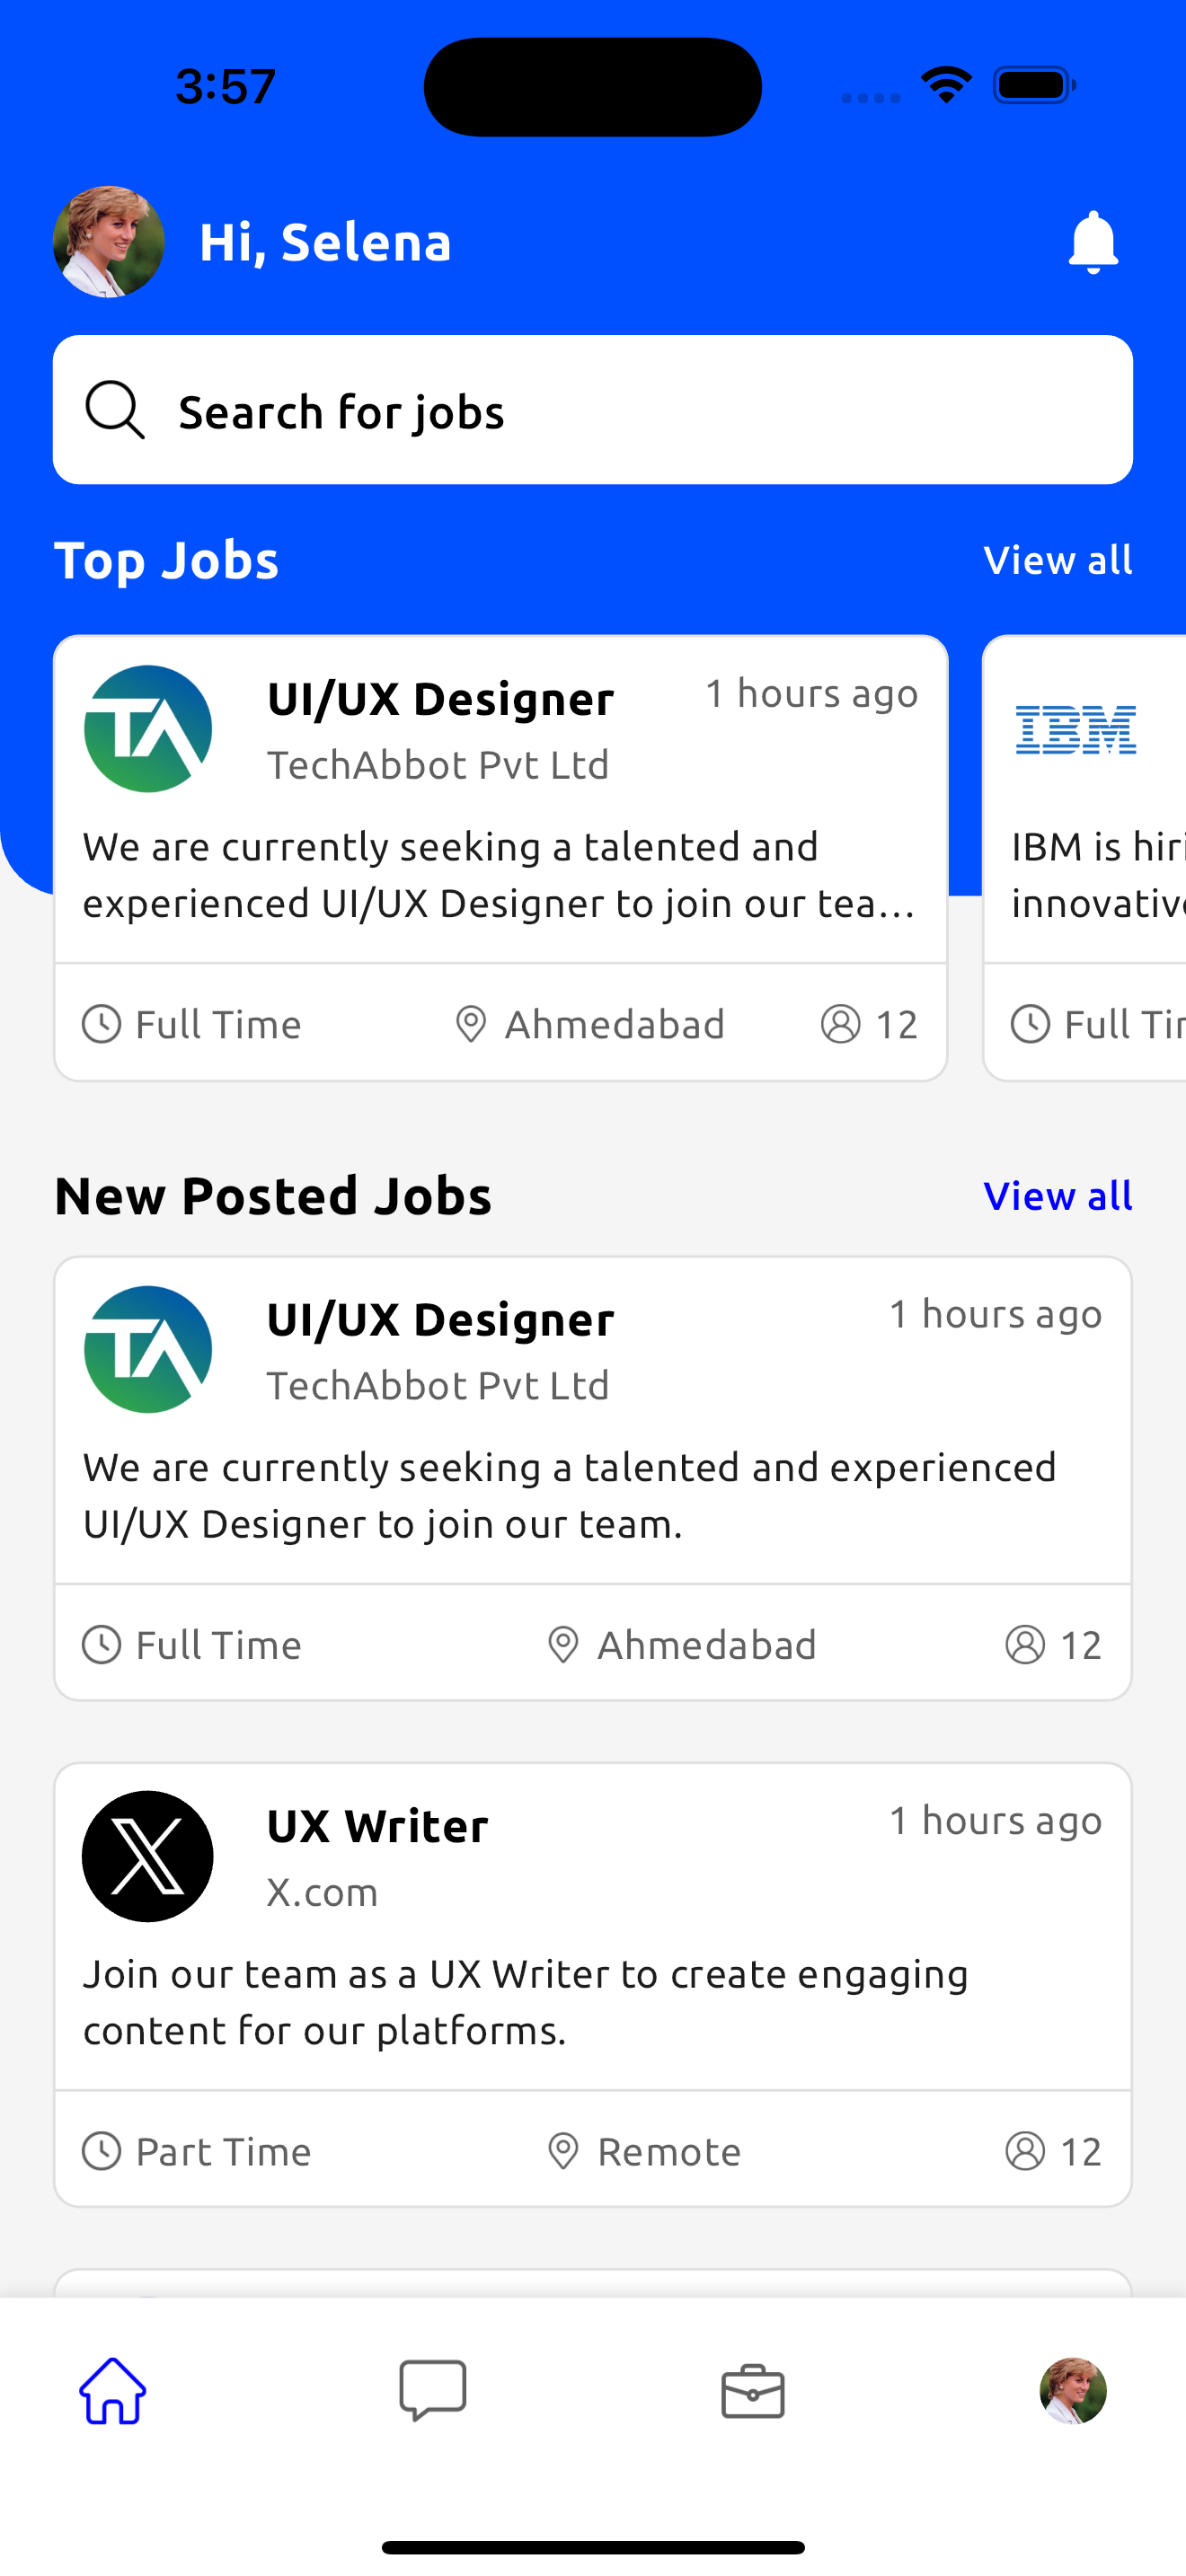 3:57
Hi, Selena
Search for jobs
Top Jobs
View all
TA
UI/UX Designer
1 hours ago
TechAbbot Pvt Ltd
We are currently seeking a talented and
experienced UI/UX Designer to join our tea...
Full Time
Ahmedabad
12
IBM
IBM is hiri
innovative
Full Tim
New Posted Jobs
View all
TA
UI/UX Designer
1 hours ago
TechAbbot Pvt Ltd
We are currently seeking a talented and experienced
UI/UX Designer to join our team.
Full Time
Ahmedabad
12
X
UX Writer
1 hours ago
X.com
Join our team as a UX Writer to create engaging
content for our platforms.
Part Time
Remote
12